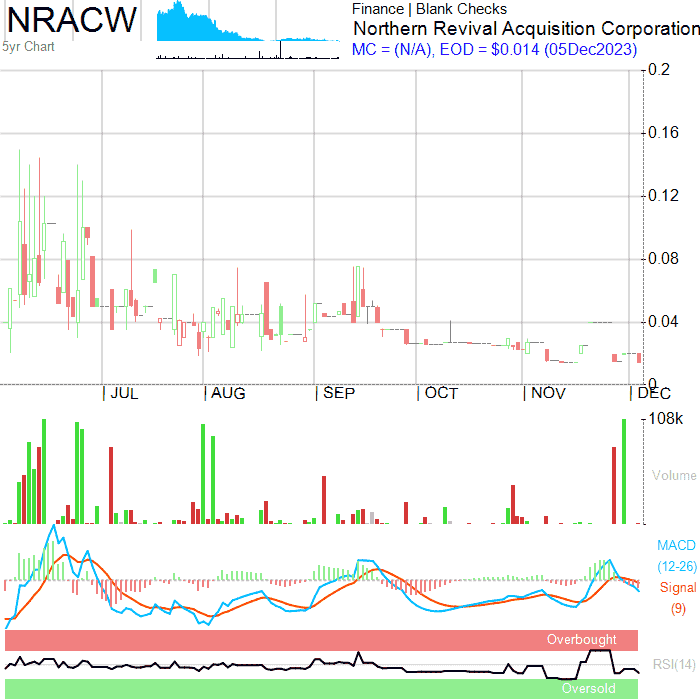 NRACW
5yr Chart
Finance | Blank Checks
Northern Revival Acquisition Corporation
MC = (N/A), EOD = $0.014 (05Dec2023)
0.2
0.16
0.12
0.08
0.04
0
JUL
AUG
SEP
OCT
NOV
DEC
108k
Volume
MACD
(12-26)
Signal
(9)
Overbought
RSI(14)
Oversold